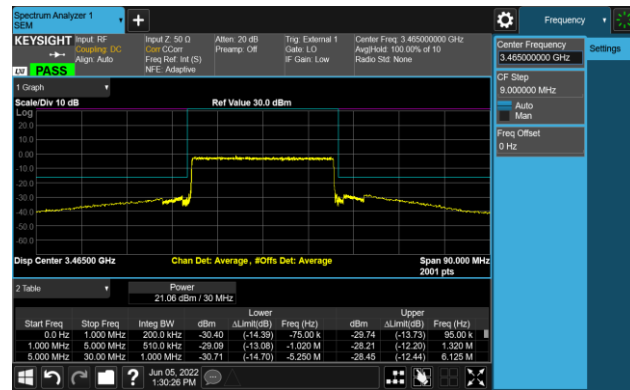 Spectrum Analyzer 1
SEM
Frequency
KEYSIGHT Input: RF
Coupling: DC
Align: Auto
Input Z: 50 Ω
Corr CCorr
Freq Ref: Int (S)
NFE: Adaptive
Atten: 20 dB
Preamp: Off
Trig: External 1
Gate: LO
IF Gain: Low
Center Freq: 3.465000000 GHz
Avg|Hold: 100.00% of 10
Radio Std: None
LXI PASS
Center Frequency
3.465000000 GHz
Settings
CF Step
9.000000 MHz
Auto
Man
Freq Offset
0 Hz
1 Graph
Scale/Div 10 dB Ref Value 30.0 dBm
Log
20.0
10.0
0.00
-10.0
-20.0
-30.0
-40.0
-50.0
-60.0
Disp Center 3.46500 GHz Chan Det: Average, #Offs Det: Average Span 90.000 MHz
2001 pts
2 Table
Power
21.06 dBm / 30 MHz
Lower Upper
Start Freq Stop Freq Integ BW dBm ΔLimit(dB) Freq (Hz) dBm ΔLimit(dB) Freq (Hz)
0.0 Hz 1.000 MHz 200.0 kHz -30.40 (-14.39) -75.00 k -29.74 (-13.73) 95.00 k
1.000 MHz 5.000 MHz 510.0 kHz -29.09 (-13.08) -1.020 M -28.21 (-12.20) 1.320 M
5.000 MHz 30.00 MHz 1.000 MHz -30.71 (-14.70) -5.250 M -28.45 (-12.44) 6.125 M
? Jun 05, 2022
1:30:26 PM